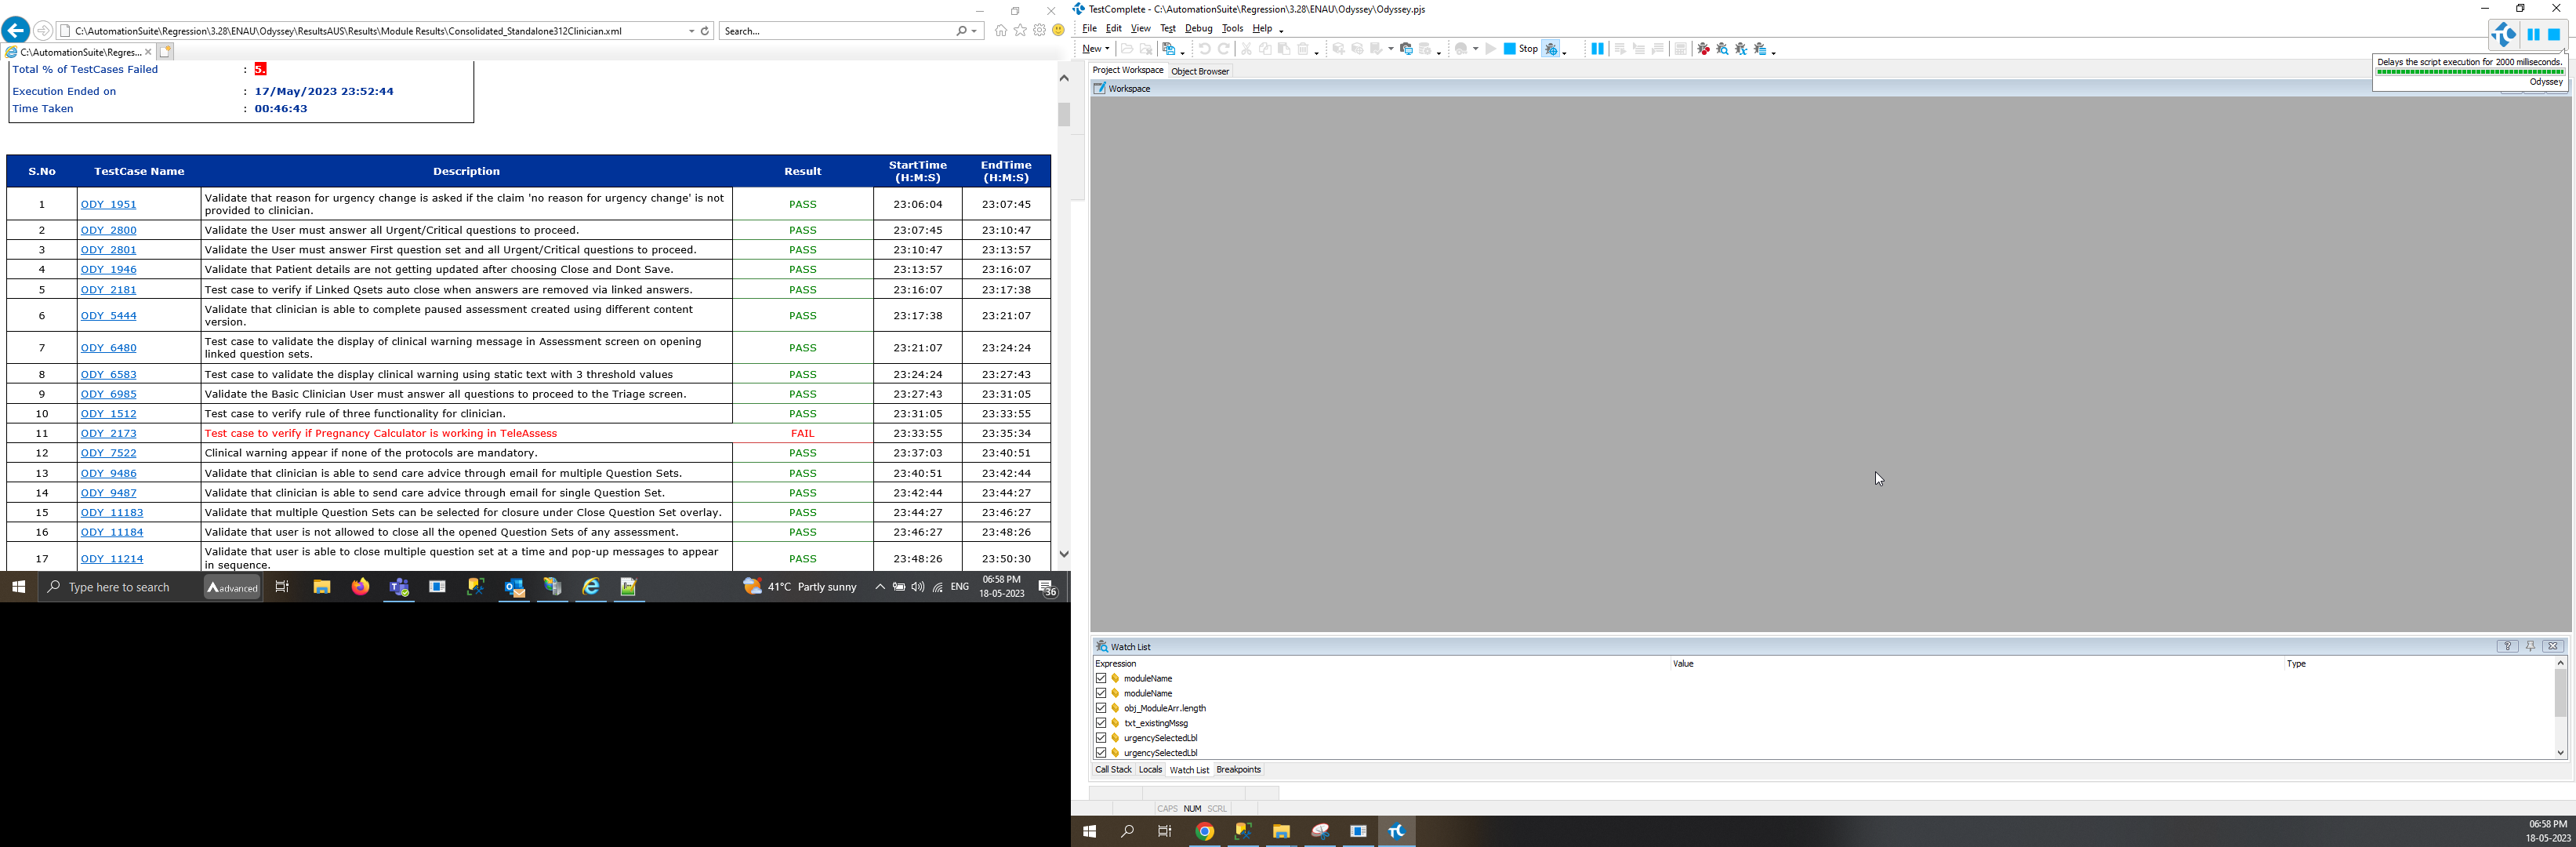 C:\AutomationSuite\Regression\3.28\ENAU\Odyssey\ResultsAUS\Results\Module Results\Consolidated_Standalone312Clinician.xml
Search...
C:\AutomationSuite\Regres...
Total % of TestCases Failed : 5.
Execution Ended on : 17/May/2023 23:52:44
Time Taken : 00:46:43
S.No TestCase Name Description Result StartTime (H:M:S) EndTime (H:M:S)
1 ODY_1951 Validate that reason for urgency change is asked if the claim 'no reason for urgency change' is not provided to clinician. PASS 23:06:04 23:07:45
2 ODY_2800 Validate the User must answer all Urgent/Critical questions to proceed. PASS 23:07:45 23:10:47
3 ODY_2801 Validate the User must answer First question set and all Urgent/Critical questions to proceed. PASS 23:10:47 23:13:57
4 ODY_1946 Validate that Patient details are not getting updated after choosing Close and Dont Save. PASS 23:13:57 23:16:07
5 ODY_2181 Test case to verify if Linked Qsets auto close when answers are removed via linked answers. PASS 23:16:07 23:17:38
6 ODY_5444 Validate that clinician is able to complete paused assessment created using different content version. PASS 23:17:38 23:21:07
7 ODY_6480 Test case to validate the display of clinical warning message in Assessment screen on opening linked question sets. PASS 23:21:07 23:24:24
8 ODY_6583 Test case to validate the display clinical warning using static text with 3 threshold values PASS 23:24:24 23:27:43
9 ODY_6985 Validate the Basic Clinician User must answer all questions to proceed to the Triage screen. PASS 23:27:43 23:31:05
10 ODY_1512 Test case to verify rule of three functionality for clinician. PASS 23:31:05 23:33:55
11 ODY_2173 Test case to verify if Pregnancy Calculator is working in TeleAssess FAIL 23:33:55 23:35:34
12 ODY_7522 Clinical warning appear if none of the protocols are mandatory. PASS 23:37:03 23:40:51
13 ODY_9486 Validate that clinician is able to send care advice through email for multiple Question Sets. PASS 23:40:51 23:42:44
14 ODY_9487 Validate that clinician is able to send care advice through email for single Question Set. PASS 23:42:44 23:44:27
15 ODY_11183 Validate that multiple Question Sets can be selected for closure under Close Question Set overlay. PASS 23:44:27 23:46:27
16 ODY_11184 Validate that user is not allowed to close all the opened Question Sets of any assessment. PASS 23:46:27 23:48:26
17 ODY_11214 Validate that user is able to close multiple question set at a time and pop-up messages to appear in sequence. PASS 23:48:26 23:50:30
Type here to search
advanced
41°C Partly sunny
ENG
06:58 PM
18-05-2023
36
TestComplete - C:\AutomationSuite\Regression\3.28\ENAU\Odyssey\Odyssey.pjs
File Edit View Test Debug Tools Help
New
Stop
Delays the script execution for 2000 milliseconds.
Odyssey
Project Workspace Object Browser
Workspace
Watch List
Expression Value Type
moduleName
moduleName
obj_ModuleArr.length
txt_existingMssg
urgencySelectedLbl
urgencySelectedLbl
Call Stack Locals Watch List Breakpoints
CAPS NUM SCRL
06:58 PM
18-05-2023